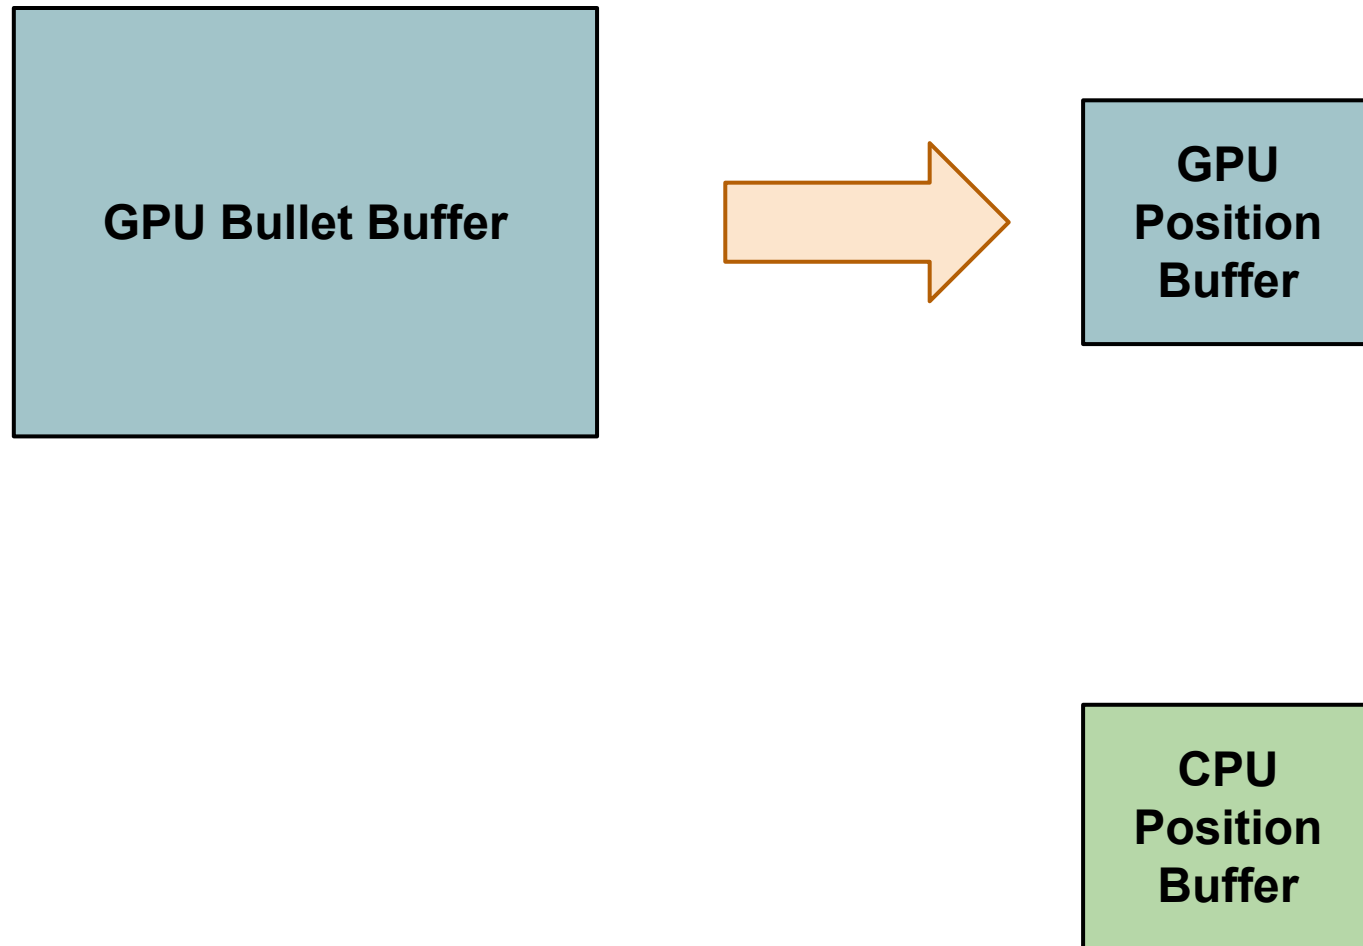 GPU Bullet Buffer
GPU
Position
Buffer
CPU
Position
Buffer